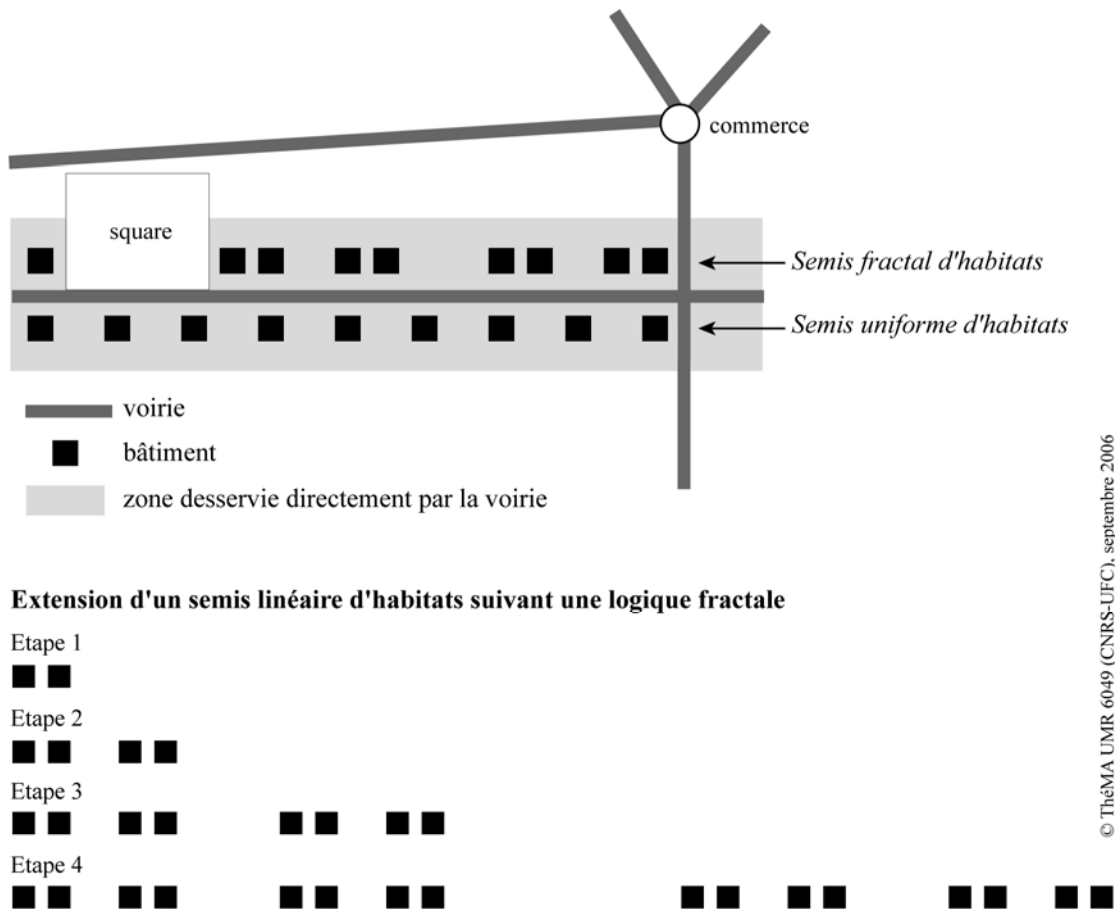 commerce
square
Semis fractal d'habitats
Semis uniforme d'habitats
voirie
bâtiment
zone desservie directement par la voirie
© ThéMA UMR 6049 (CNRS-UFC), septembre 2006
Extension d'un semis linéaire d'habitats suivant une logique fractale
Etape 1
Etape 2
Etape 3
Etape 4